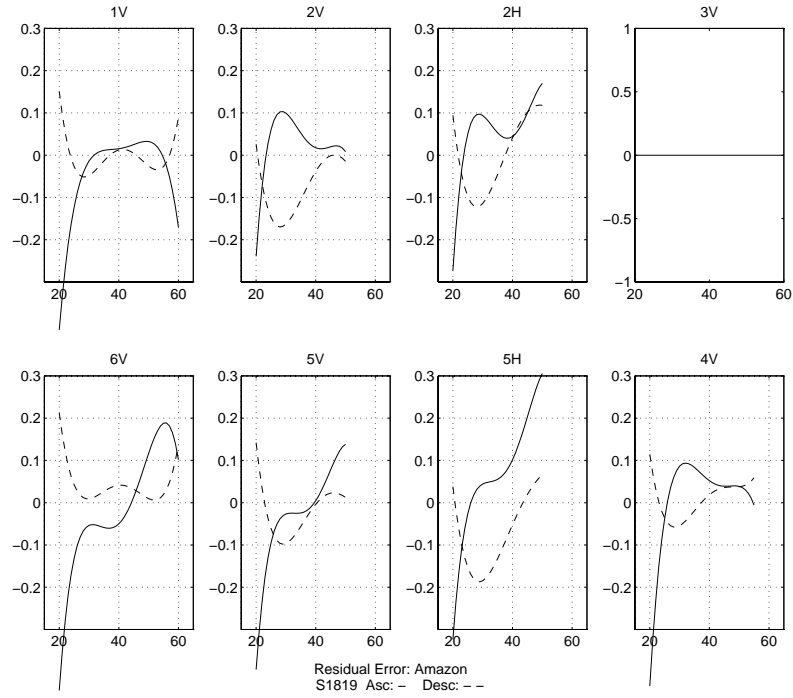 1V 2V 2H 3V
0.3 0.3 0.3 1
0.2 0.2 0.2
0.5
0.1 0.1 0.1
0 0 0 0
−0.1 −0.1 −0.1
−0.5
−0.2 −0.2 −0.2
−1
20 40 60 20 40 60 20 40 60 20 40 60
6V 5V 5H 4V
0.3 0.3 0.3 0.3
0.2 0.2 0.2 0.2
0.1 0.1 0.1 0.1
0 0 0 0
−0.1 −0.1 −0.1 −0.1
−0.2 −0.2 −0.2 −0.2
20 40 60 20 40 60 20 40 60 20 40 60
Residual Error: Amazon
S1819 Asc: − Desc: − −